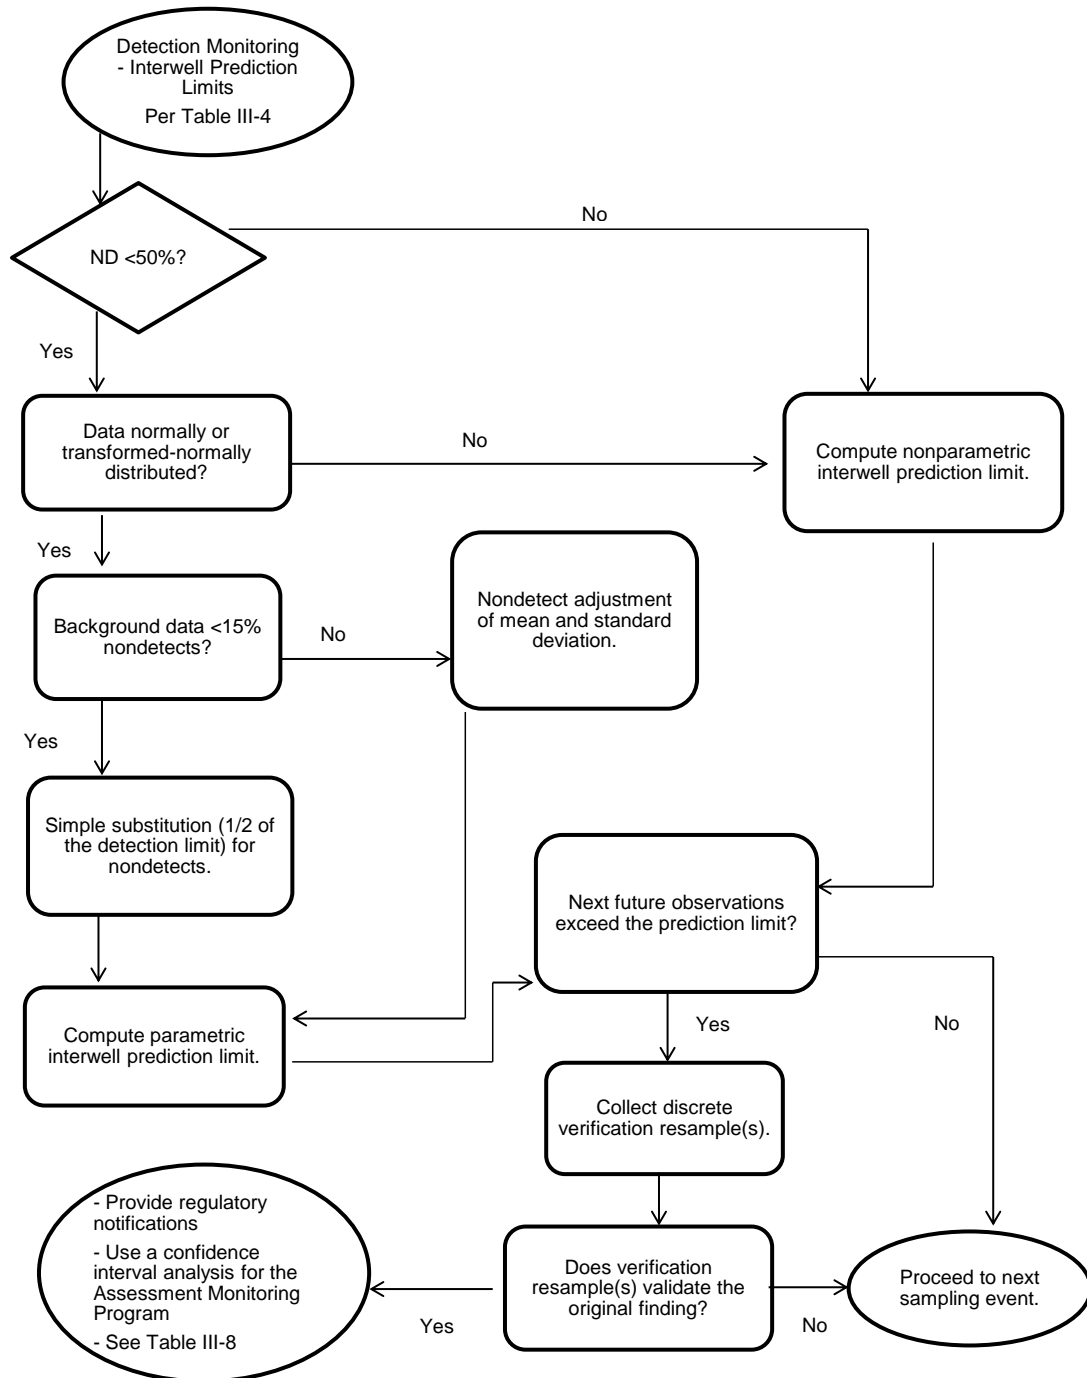 Detection Monitoring
- Interwell Prediction
Limits
Per Table III-4
No
ND <50%?
Yes
Data normally or
transformed-normally
distributed?
No
Compute nonparametric
interwell prediction limit.
Yes
Background data <15%
nondetects?
No
Nondetect adjustment
of mean and standard
deviation.
Yes
Simple substitution (1/2 of
the detection limit) for
nondetects.
Next future observations
exceed the prediction limit?
Compute parametric
interwell prediction limit.
Yes
No
Collect discrete
verification resample(s).
- Provide regulatory
notifications
- Use a confidence
interval analysis for the
Assessment Monitoring
Program
- See Table III-8
Yes
Does verification
resample(s) validate the
original finding?
No
Proceed to next
sampling event.